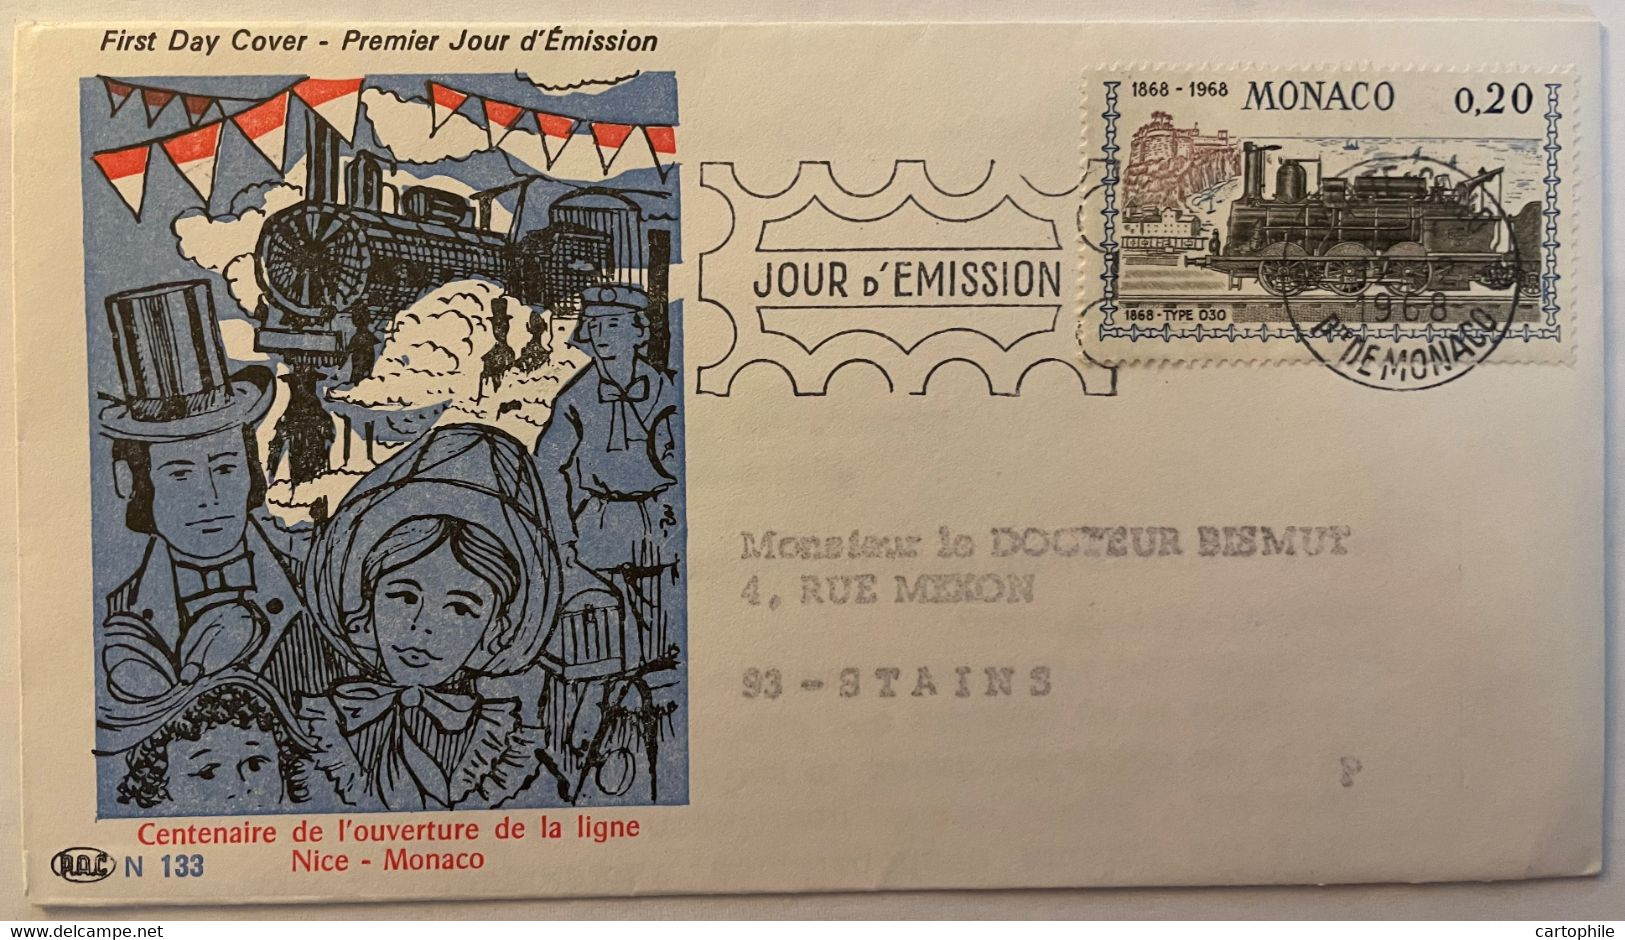 First Day Cover - Premier Jour d'Émission
1868 - 1968 MONACO 0,20
JOUR D'EMISSION
1868 - TYPE 030
1968
PTE DE MONACO
Monsieur le DOCTEUR BISMUT
4, RUE MENON
93 - STAINS
P
Centenaire de l'ouverture de la ligne
Nice - Monaco
P.A.C N 133
delcampe.net
cartophile